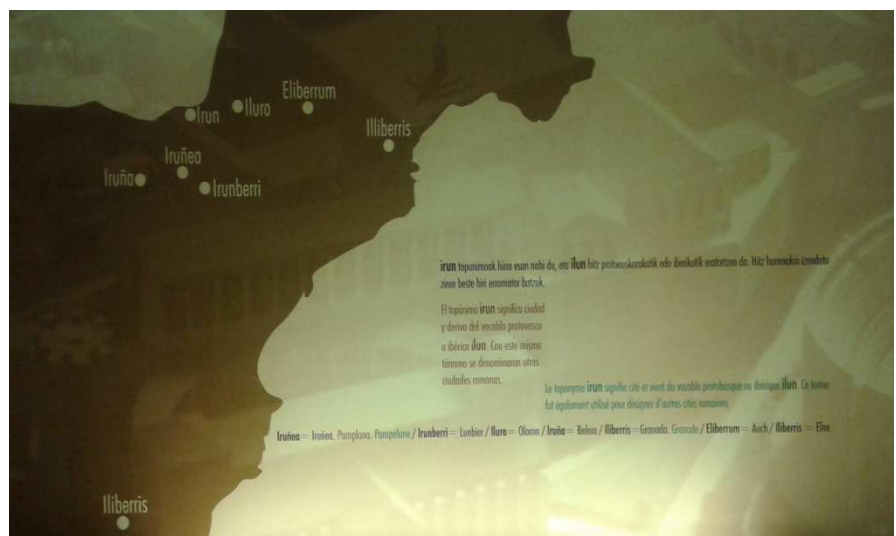 Eliberrum
Irun
Iluro
Illiberris
Iruñea
Iruña
Irunberri
irun toponimoak hiria esan nahi du, eta ilun hitz protoeuskarakotik edo iberikotik eratortzen da. Hitz horrexekin izendatu
ziren beste hiri erromatar batzuk.
El topónimo irun significa ciudad
y deriva del vocablo protovasco
o ibérico ilun. Con este mismo
término se denominaron otras
ciudades romanas.
Le toponyme irun signifie cité et vient du vocable protobasque ou ibérique ilun. Ce terme
fut également utilisé pour désigner d'autres cités romaines.
Iruñea = Iruñea. Pamplona. Pampelune / Irunberri = Lunbier / Iluro = Oloron / Iruña = Beleia / Iliberris = Granada. Grenade / Eliberrum = Auch / Illiberris = Elne
Iliberris